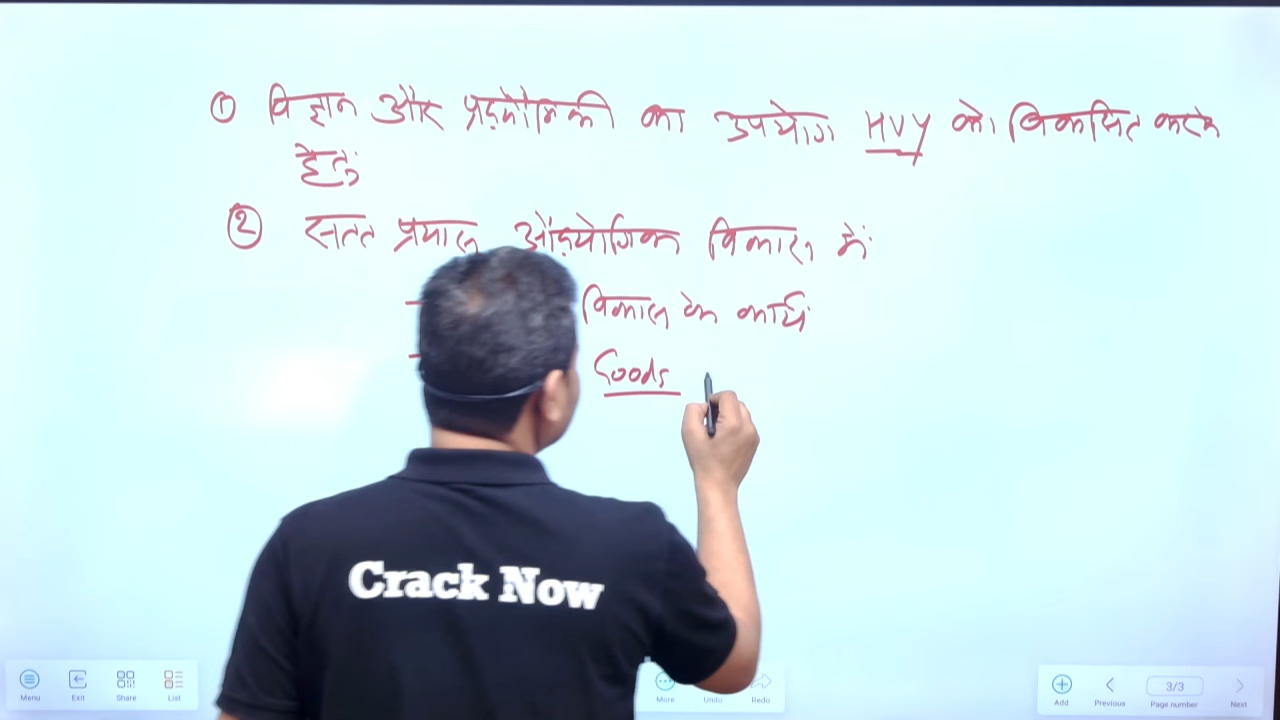 ① विज्ञान और प्रद्यौगिकी का उपयोग HVY को विकसित करने
हेतु
② सतत प्रयास औद्योगिक विकास में
- विकास के कार्य
- Goods
Crack Now
Menu
Exit
Share
List
More
Undo
Redo
Add
Previous
3/3
Page number
Next